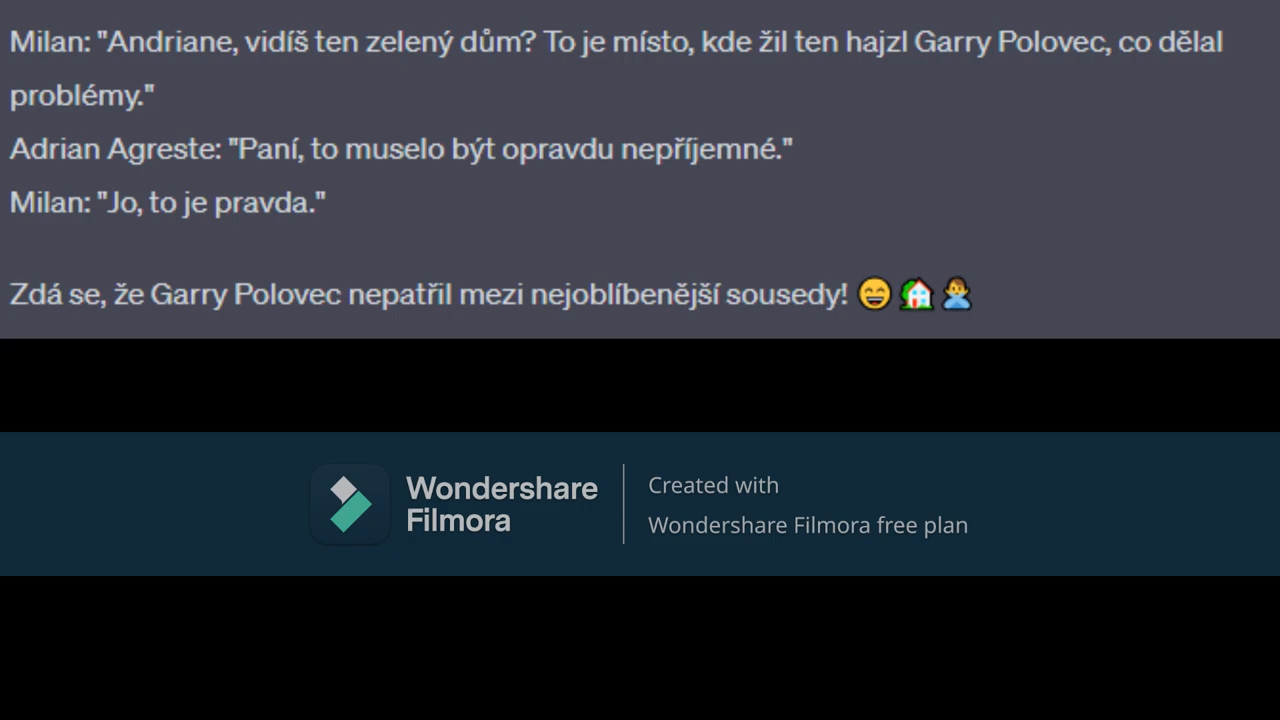 Milan: "Andriane, vidíš ten zelený dům? To je místo, kde žil ten hajzl Garry Polovec, co dělal
problémy."
Adrian Agreste: "Paní, to muselo být opravdu nepříjemné."
Milan: "Jo, to je pravda."
Zdá se, že Garry Polovec nepatřil mezi nejoblíbenější sousedy! 😄🏡🙅‍♂️
Wondershare
Filmora
Created with
Wondershare Filmora free plan